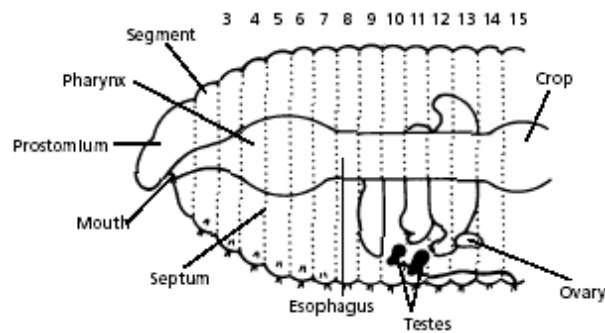 3 4 5 6 7 8 9 10 11 12 13 14 15
Segment
Pharynx
Crop
Prostomium
Mouth
Septum
Esophagus
Ovary
Testes